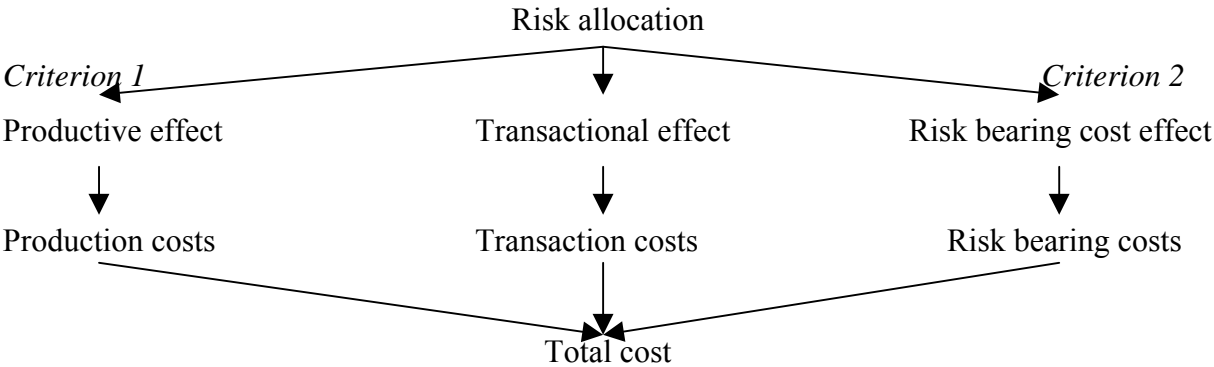 Risk allocation
Criterion 1
Criterion 2
Productive effect
Transactional effect
Risk bearing cost effect
Production costs
Transaction costs
Risk bearing costs
Total cost